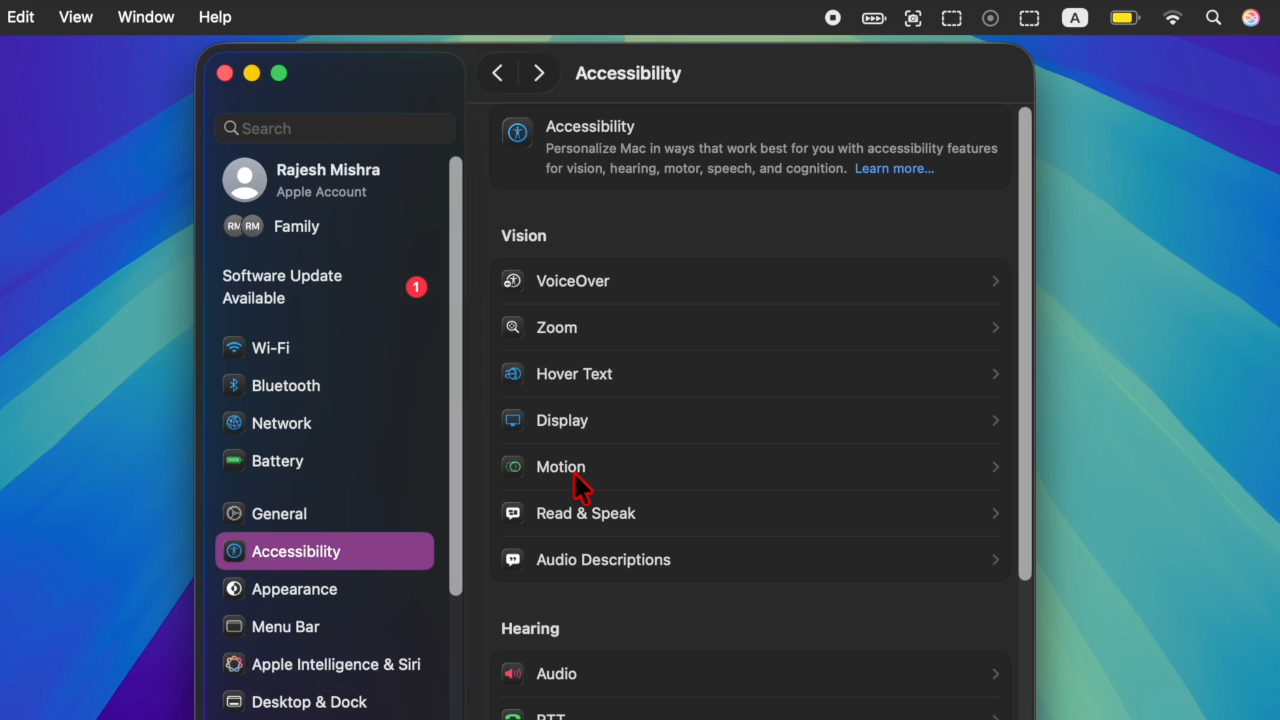 Edit View Window Help
A
Accessibility
Search
Rajesh Mishra
Apple Account
RM RM Family
Software Update
Available
1
Wi-Fi
Bluetooth
Network
Battery
General
Accessibility
Appearance
Menu Bar
Apple Intelligence & Siri
Desktop & Dock
Accessibility
Personalize Mac in ways that work best for you with accessibility features
for vision, hearing, motor, speech, and cognition. Learn more...
Vision
VoiceOver
Zoom
Hover Text
Display
Motion
Read & Speak
Audio Descriptions
Hearing
Audio
RTT